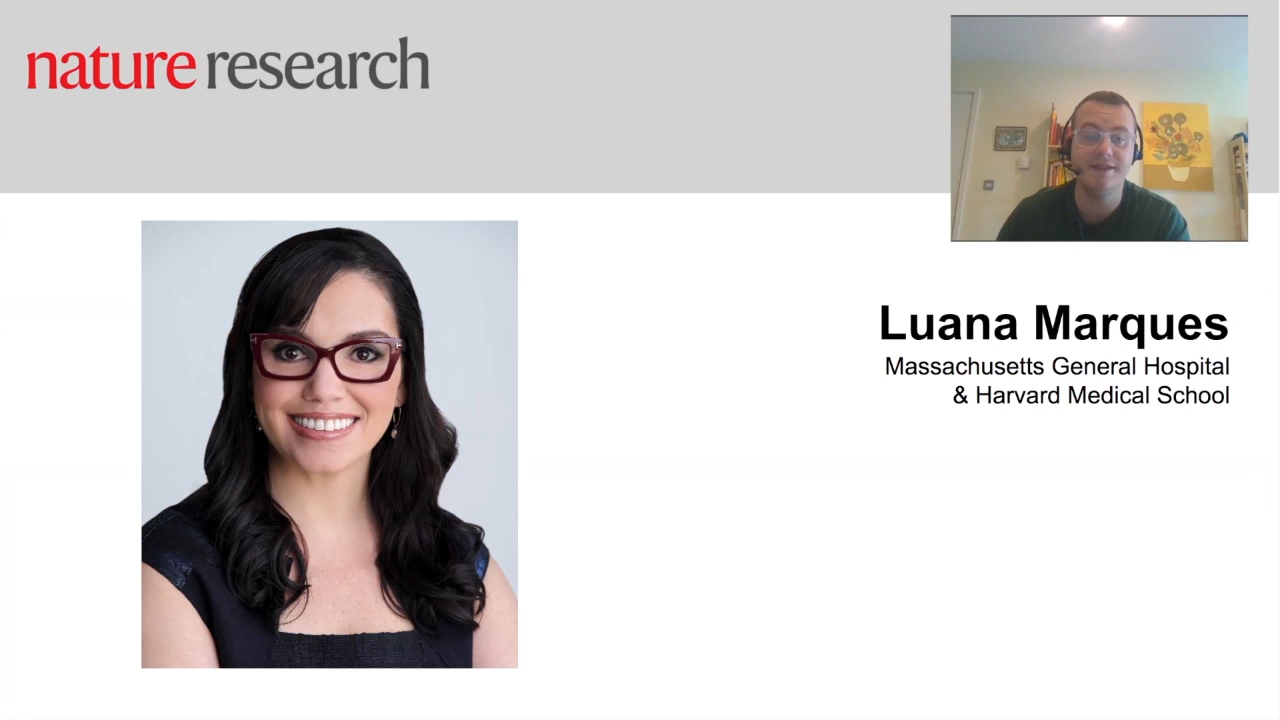 nature research
Luana Marques
Massachusetts General Hospital
& Harvard Medical School